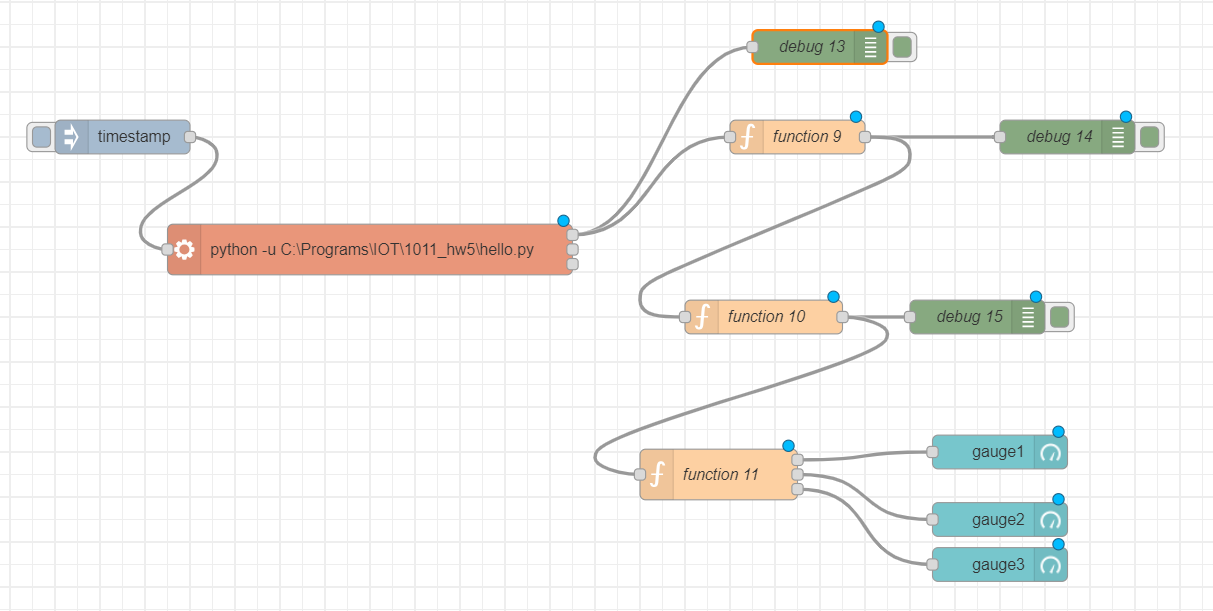 debug 13
timestamp
function 9
debug 14
python -u C:\Programs\IOT\1011_hw5\hello.py
function 10
debug 15
gauge1
function 11
gauge2
gauge3